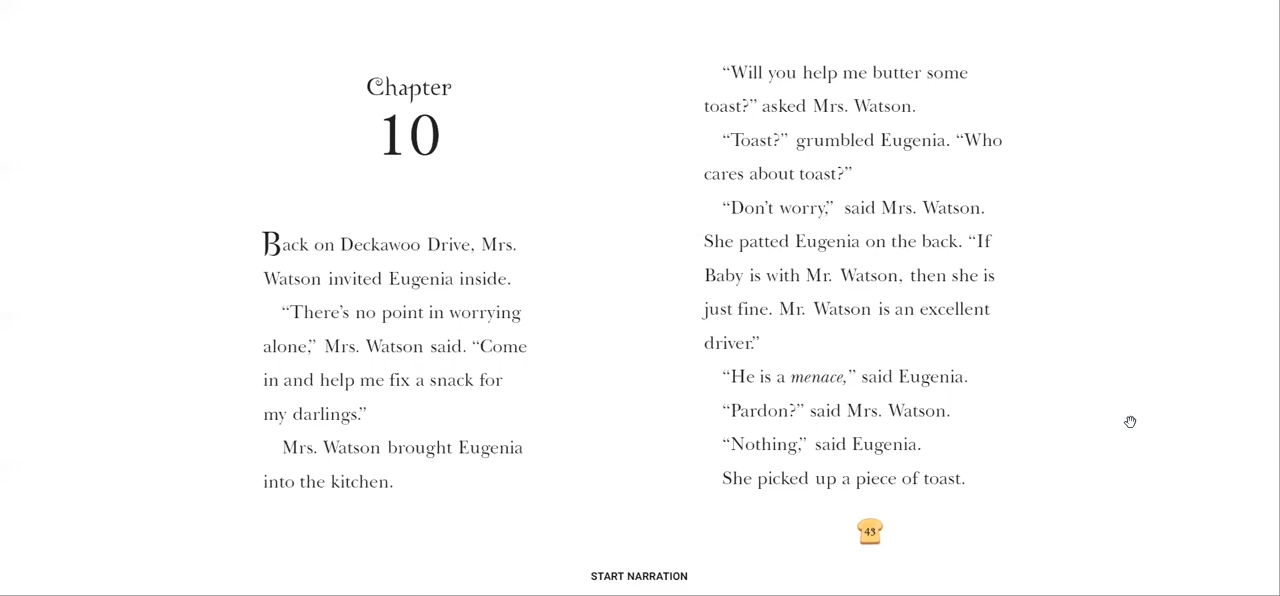 Chapter
10
Back on Deckawoo Drive, Mrs.
Watson invited Eugenia inside.
“There’s no point in worrying
alone,” Mrs. Watson said. “Come
in and help me fix a snack for
my darlings.”
Mrs. Watson brought Eugenia
into the kitchen.
“Will you help me butter some
toast?” asked Mrs. Watson.
“Toast?” grumbled Eugenia. “Who
cares about toast?”
“Don’t worry,” said Mrs. Watson.
She patted Eugenia on the back. “If
Baby is with Mr. Watson, then she is
just fine. Mr. Watson is an excellent
driver.”
“He is a menace,” said Eugenia.
“Pardon?” said Mrs. Watson.
“Nothing,” said Eugenia.
She picked up a piece of toast.
43
START NARRATION